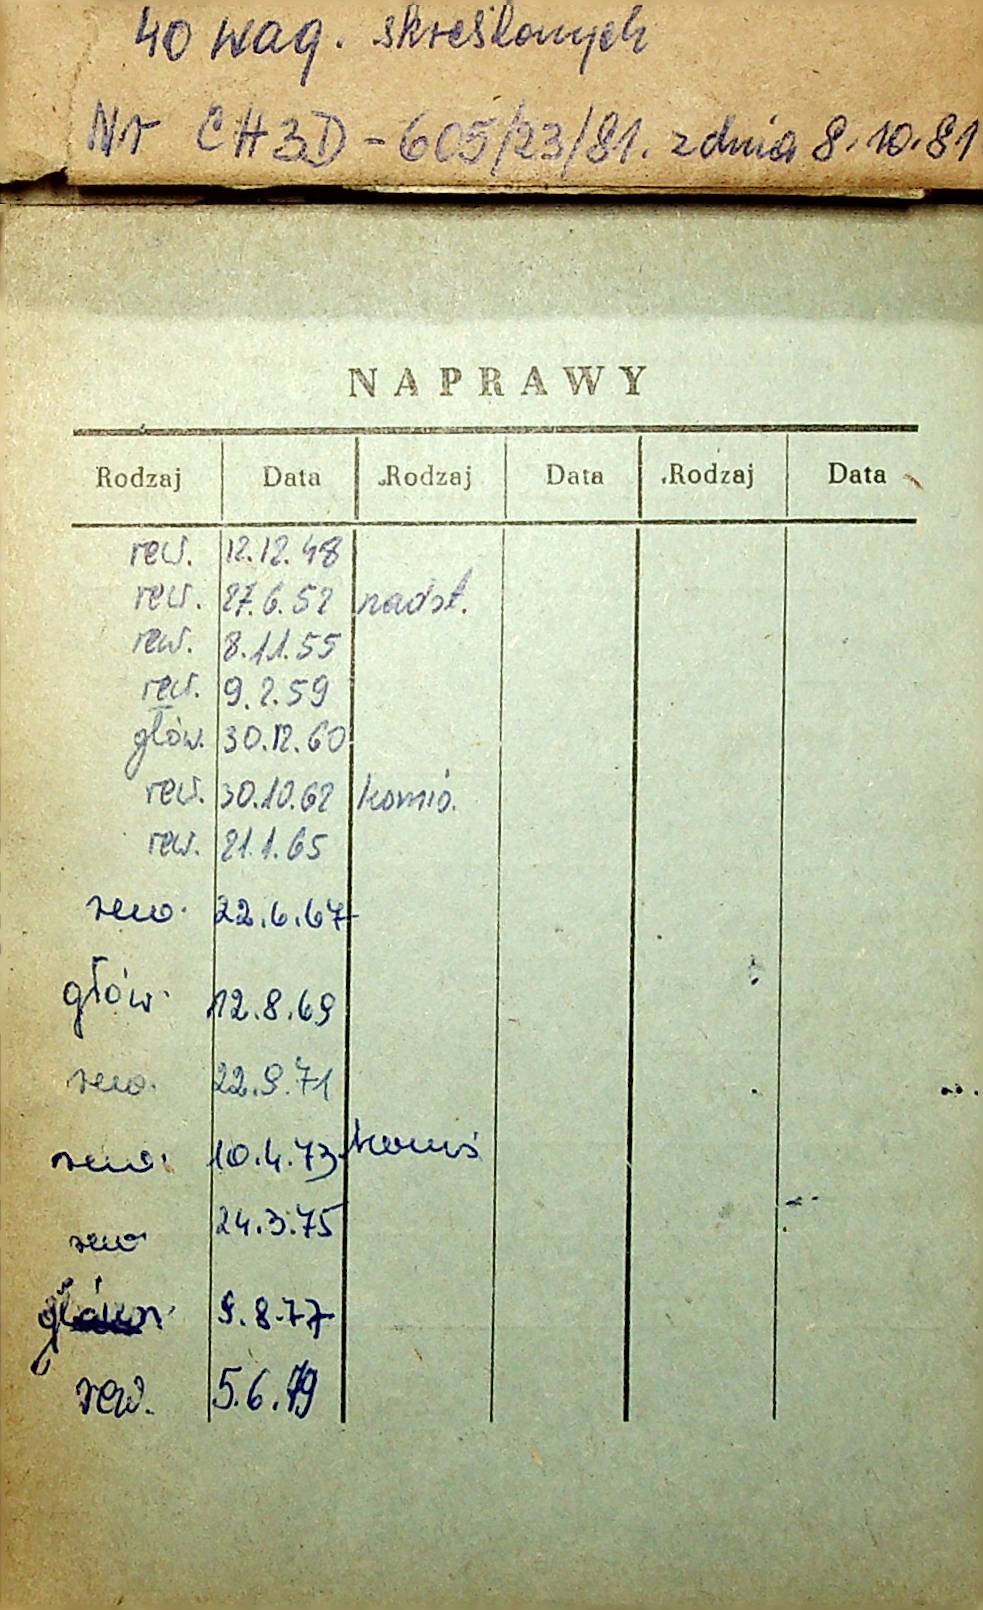 40 wag. skreślonych
Nr CH3D-605/23/81. z dnia 8.10.81
NAPRAWY
Rodzaj Data Rodzaj Data Rodzaj Data
rew. 12.12.48
rew. 27.6.52 nadst.
rew. 8.11.55
rew. 9.2.59
głów. 30.12.60
rew. 30.10.62 komis.
rew. 21.1.65
rew. 22.6.67
głów. 12.8.69
rew. 22.9.71
rew. 10.4.73 komis
rew 24.3.75
główn. 9.8.77
rew. 5.6.79